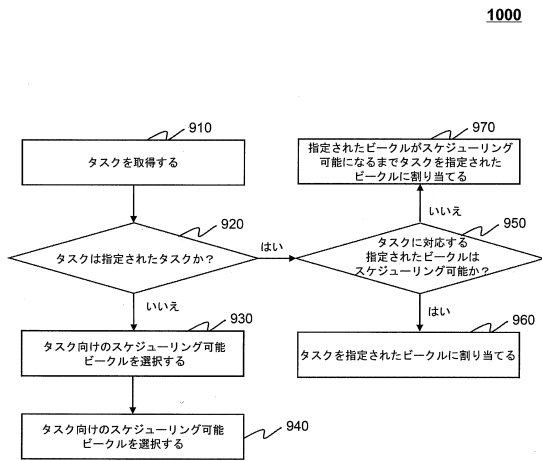 1000
910
タスクを取得する
920
タスクは指定されたタスクか？
はい
いいえ
930
タスク向けのスケジューリング可能
ビークルを選択する
940
タスク向けのスケジューリング可能
ビークルを選択する
970
指定されたビークルがスケジューリング
可能になるまでタスクを指定された
ビークルに割り当てる
いいえ
950
タスクに対応する
指定されたビークルは
スケジューリング可能か？
はい
960
タスクを指定されたビークルに割り当てる